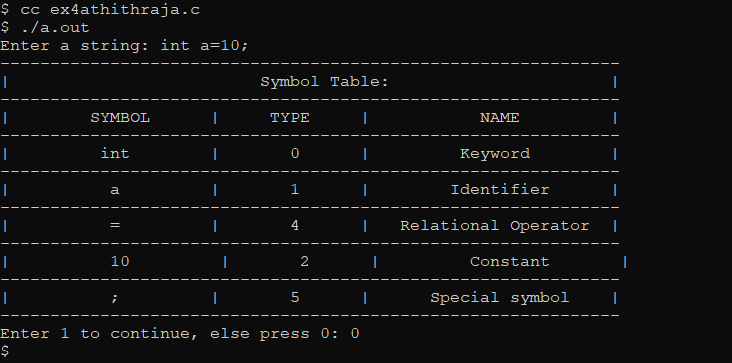 $ cc ex4athithraja.c
$ ./a.out
Enter a string: int a=10;
--------------------------------------------------------------
|                         Symbol Table:                      |
--------------------------------------------------------------
|        SYMBOL      |     TYPE     |           NAME         |
--------------------------------------------------------------
|         int        |       0      |         Keyword        |
--------------------------------------------------------------
|          a         |       1      |        Identifier      |
--------------------------------------------------------------
|          =         |       4      |   Relational Operator  |
--------------------------------------------------------------
|          10         |       2      |         Constant       |
--------------------------------------------------------------
|          ;         |       5      |      Special symbol    |
--------------------------------------------------------------
Enter 1 to continue, else press 0: 0
$